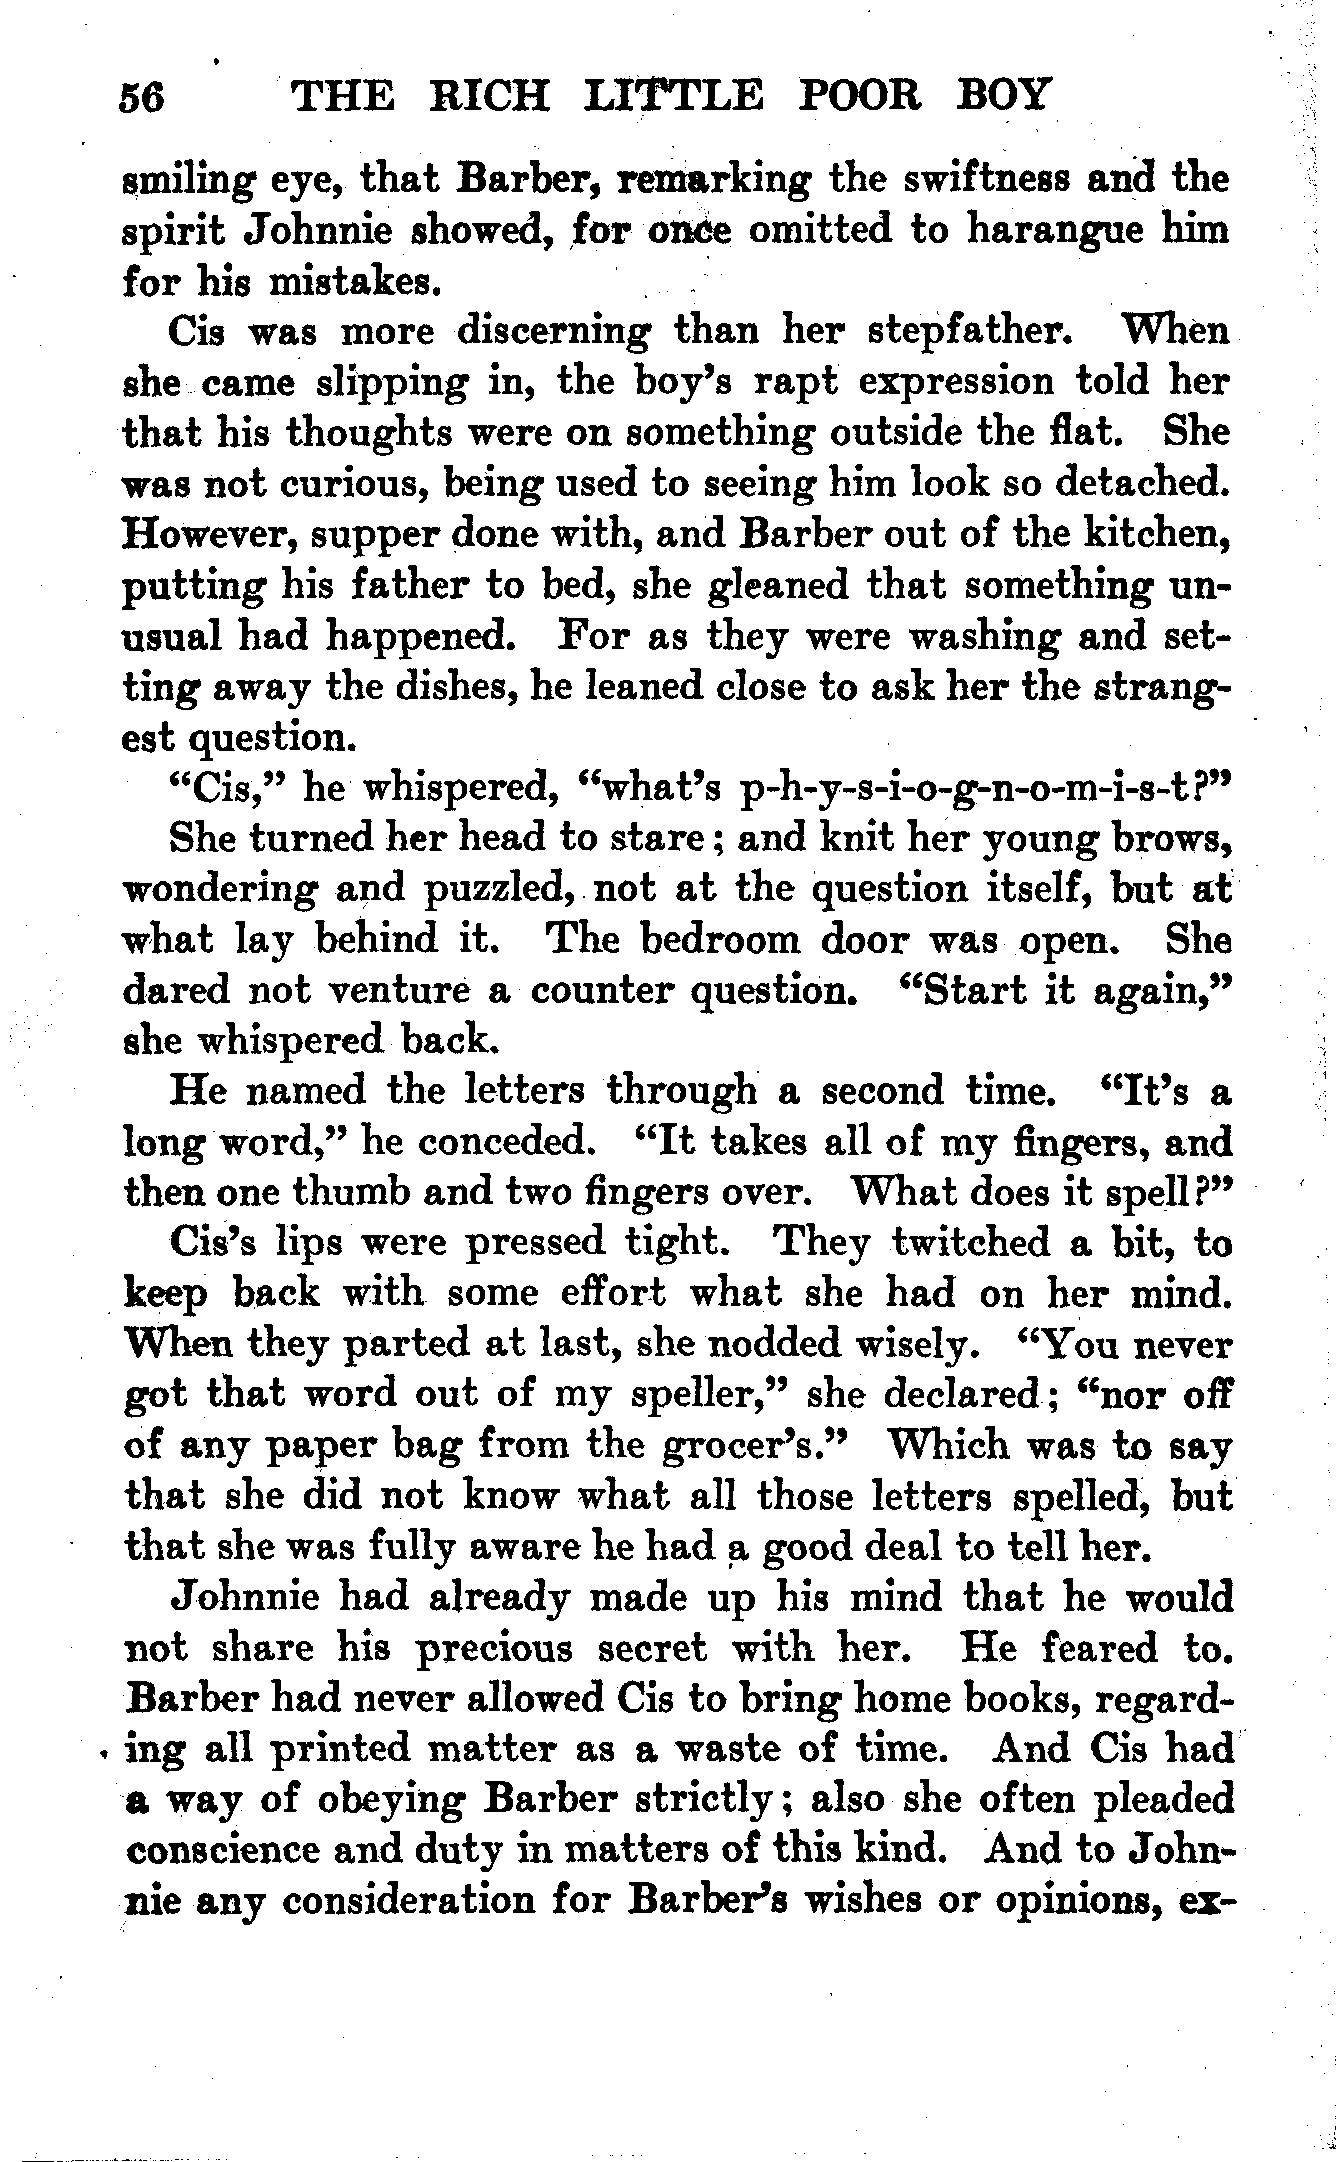 56 THE RICH LITTLE POOR BOY
smiling eye, that Barber, remarking the swiftness and the
spirit Johnnie showed, for once omitted to harangue him
for his mistakes.
Cis was more discerning than her stepfather. When
she came slipping in, the boy's rapt expression told her
that his thoughts were on something outside the flat. She
was not curious, being used to seeing him look so detached.
However, supper done with, and Barber out of the kitchen,
putting his father to bed, she gleaned that something un-
usual had happened. For as they were washing and set-
ting away the dishes, he leaned close to ask her the strang-
est question.
“Cis,” he whispered, “what's p-h-y-s-i-o-g-n-o-m-i-s-t?”
She turned her head to stare; and knit her young brows,
wondering and puzzled, not at the question itself, but at
what lay behind it. The bedroom door was open. She
dared not venture a counter question. “Start it again,”
she whispered back.
He named the letters through a second time. “It's a
long word,” he conceded. “It takes all of my fingers, and
then one thumb and two fingers over. What does it spell?”
Cis's lips were pressed tight. They twitched a bit, to
keep back with some effort what she had on her mind.
When they parted at last, she nodded wisely. “You never
got that word out of my speller,” she declared; “nor off
of any paper bag from the grocer's.” Which was to say
that she did not know what all those letters spelled, but
that she was fully aware he had a good deal to tell her.
Johnnie had already made up his mind that he would
not share his precious secret with her. He feared to.
Barber had never allowed Cis to bring home books, regard-
ing all printed matter as a waste of time. And Cis had
a way of obeying Barber strictly; also she often pleaded
conscience and duty in matters of this kind. And to John-
nie any consideration for Barber's wishes or opinions, ex-